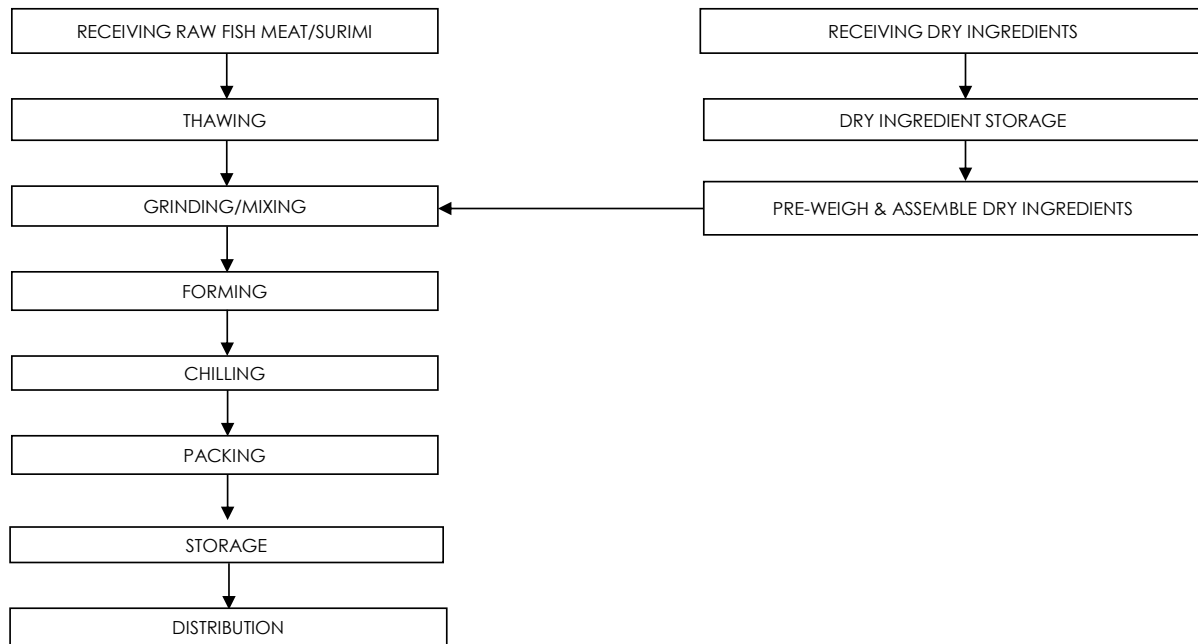 RECEIVING RAW FISH MEAT/SURIMI
RECEIVING DRY INGREDIENTS
THAWING
DRY INGREDIENT STORAGE
GRINDING/MIXING
PRE-WEIGH & ASSEMBLE DRY INGREDIENTS
FORMING
CHILLING
PACKING
STORAGE
DISTRIBUTION